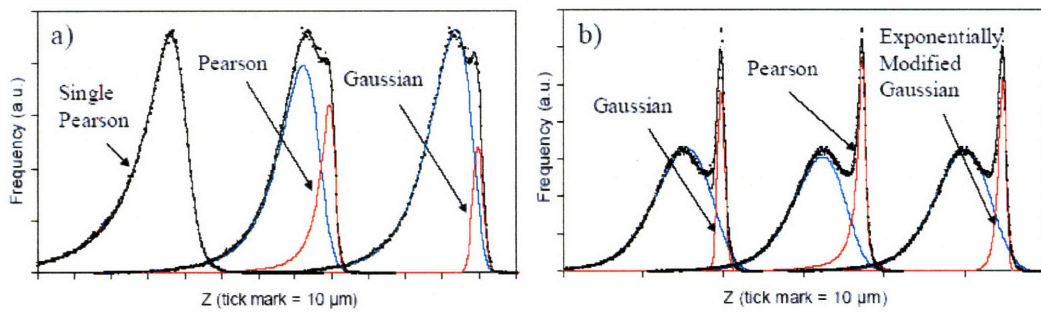 a)
Single
Pearson
Pearson
Gaussian
Frequency (a.u.)
Z (tick mark = 10 μm)
b)
Gaussian
Pearson
Exponentially
Modified
Gaussian
Frequency (a.u.)
Z (tick mark = 10 μm)